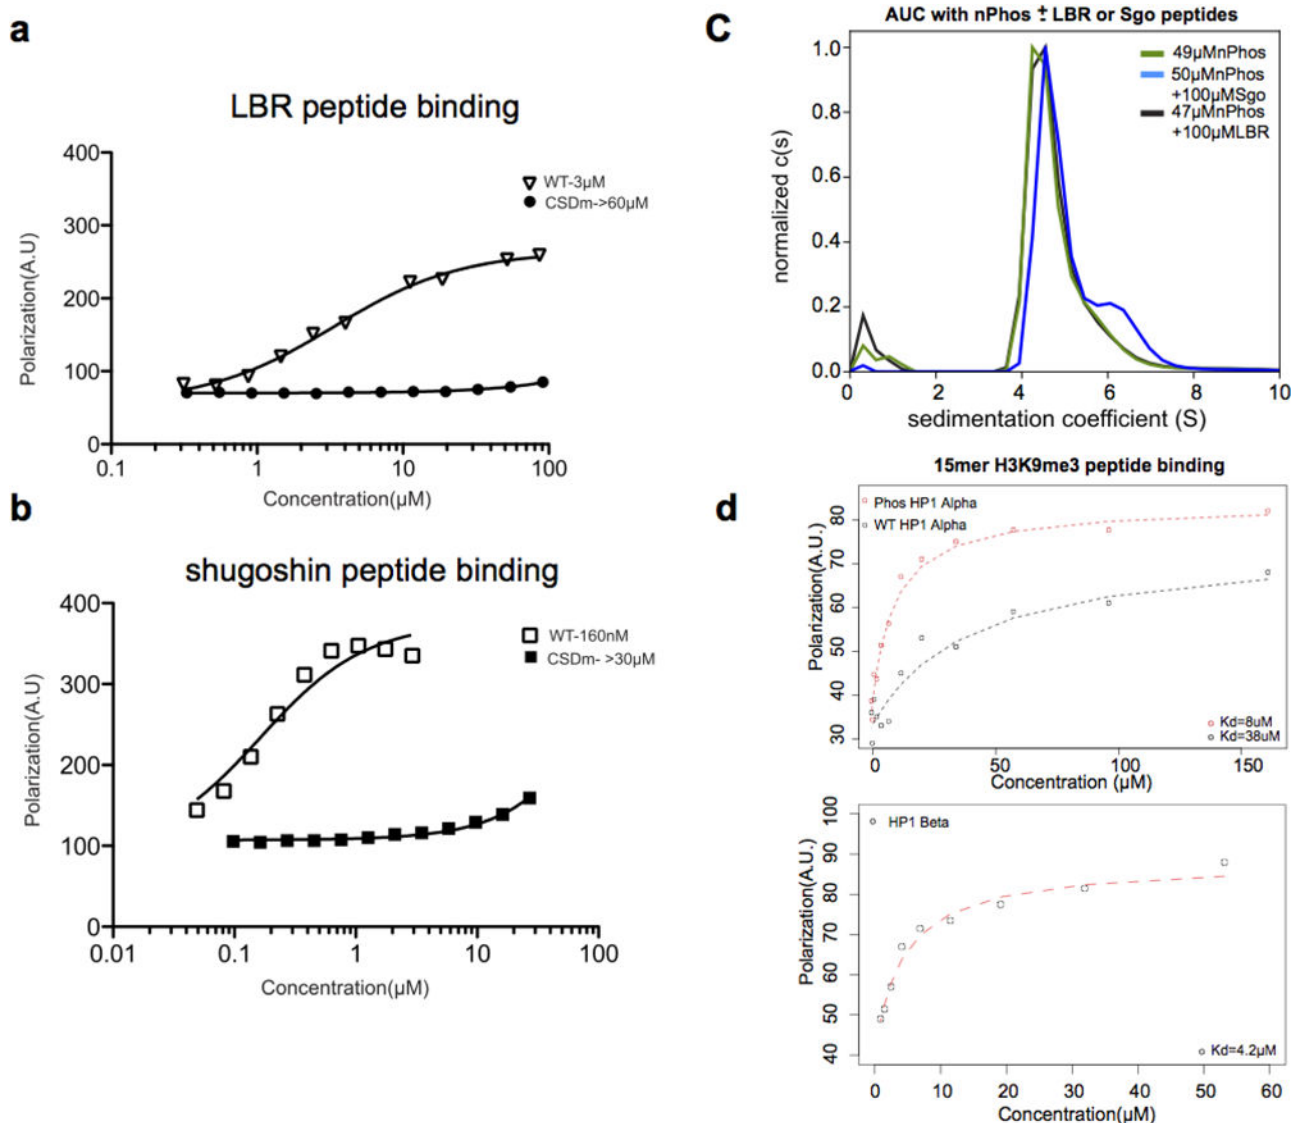 a
LBR peptide binding
400
300
200
100
0
Polarization(A.U)
WT-3µM
CSDm->60µM
0.1
1
10
100
Concentration(µM)
b
shugoshin peptide binding
400
300
200
100
0
Polarization(A.U)
WT-160nM
CSDm- >30µM
0.01
0.1
1
10
100
Concentration(µM)
C
AUC with nPhos ± LBR or Sgo peptides
1.0
0.8
0.6
0.4
0.2
0.0
normalized c(s)
49µMnPhos
50µMnPhos
+100µMSgo
47µMnPhos
+100µMLBR
0
2
4
6
8
10
sedimentation coefficient (S)
d
15mer H3K9me3 peptide binding
Phos HP1 Alpha
WT HP1 Alpha
80
70
60
50
40
30
Polarization(A.U.)
Kd=8uM
Kd=38uM
0
50
100
150
Concentration (µM)
HP1 Beta
100
90
80
70
60
50
40
Polarization(A.U.)
Kd=4.2µM
0
10
20
30
40
50
60
Concentration(µM)